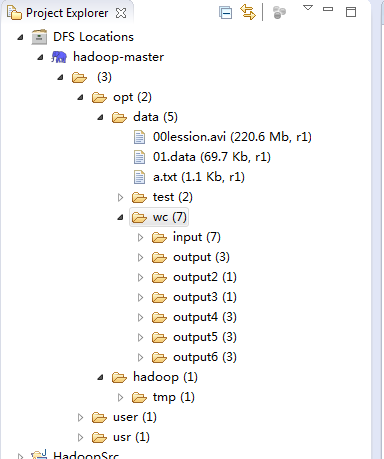 Project Explorer
DFS Locations
hadoop-master
(3)
opt (2)
data (5)
00lession.avi (220.6 Mb, r1)
01.data (69.7 Kb, r1)
a.txt (1.1 Kb, r1)
test (2)
wc (7)
input (7)
output (3)
output2 (1)
output3 (1)
output4 (3)
output5 (3)
output6 (3)
hadoop (1)
tmp (1)
user (1)
usr (1)
HadoopSrc